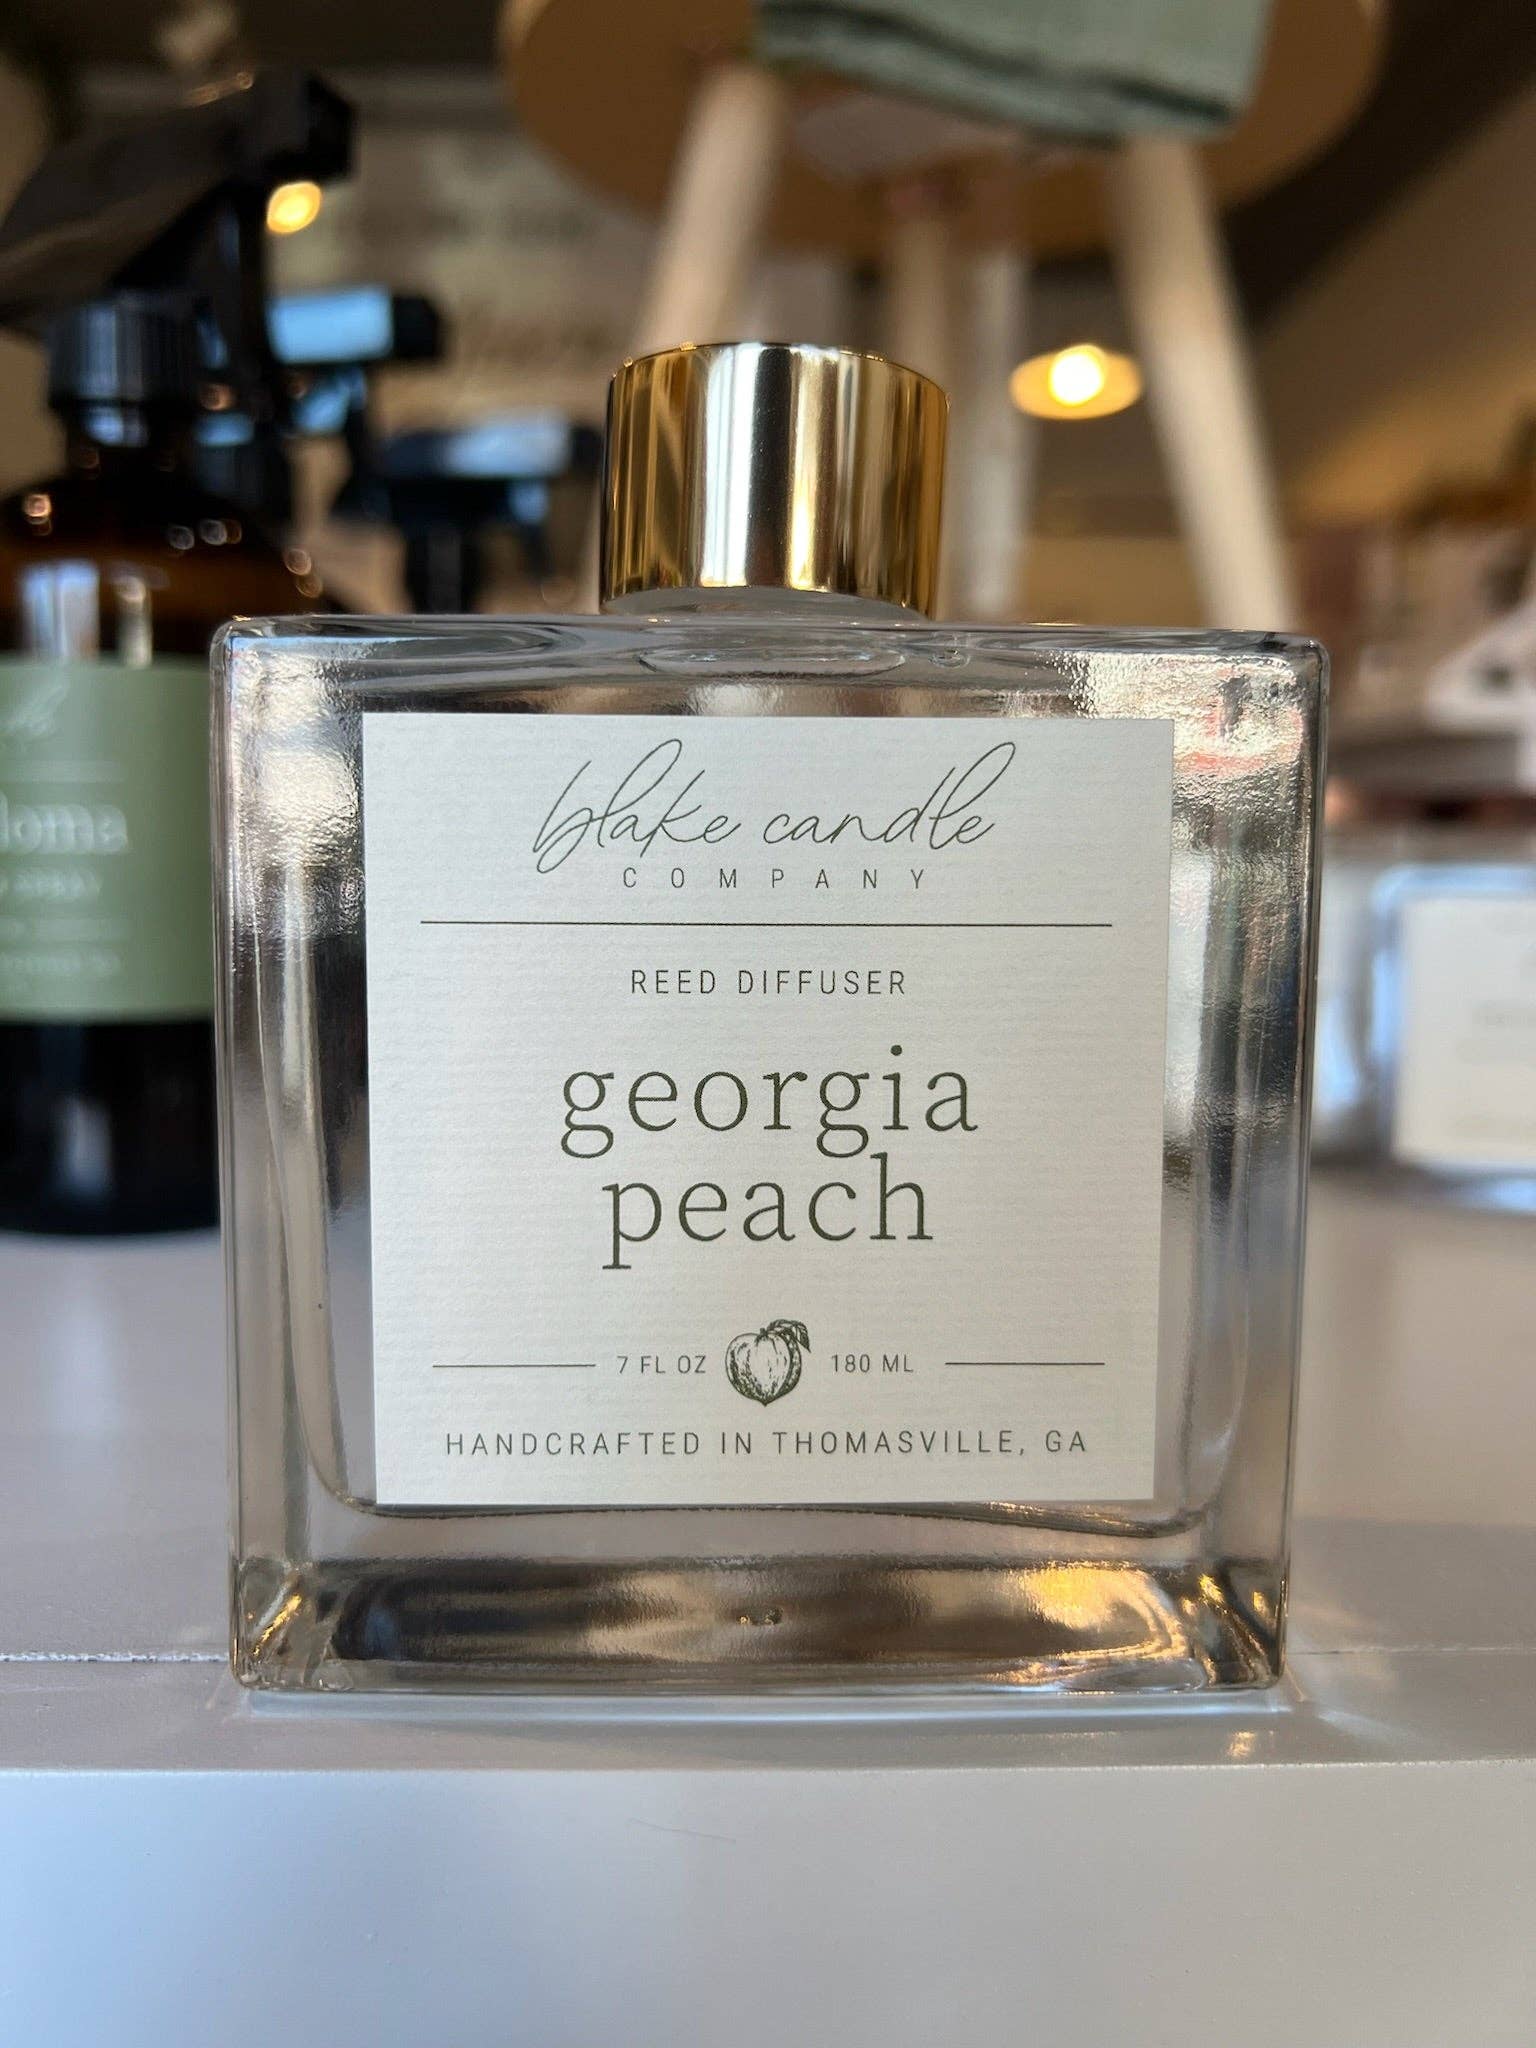 blake candle
COMPANY
REED DIFFUSER
georgia
peach
7 FL OZ 180 ML
HANDCRAFTED IN THOMASVILLE, GA